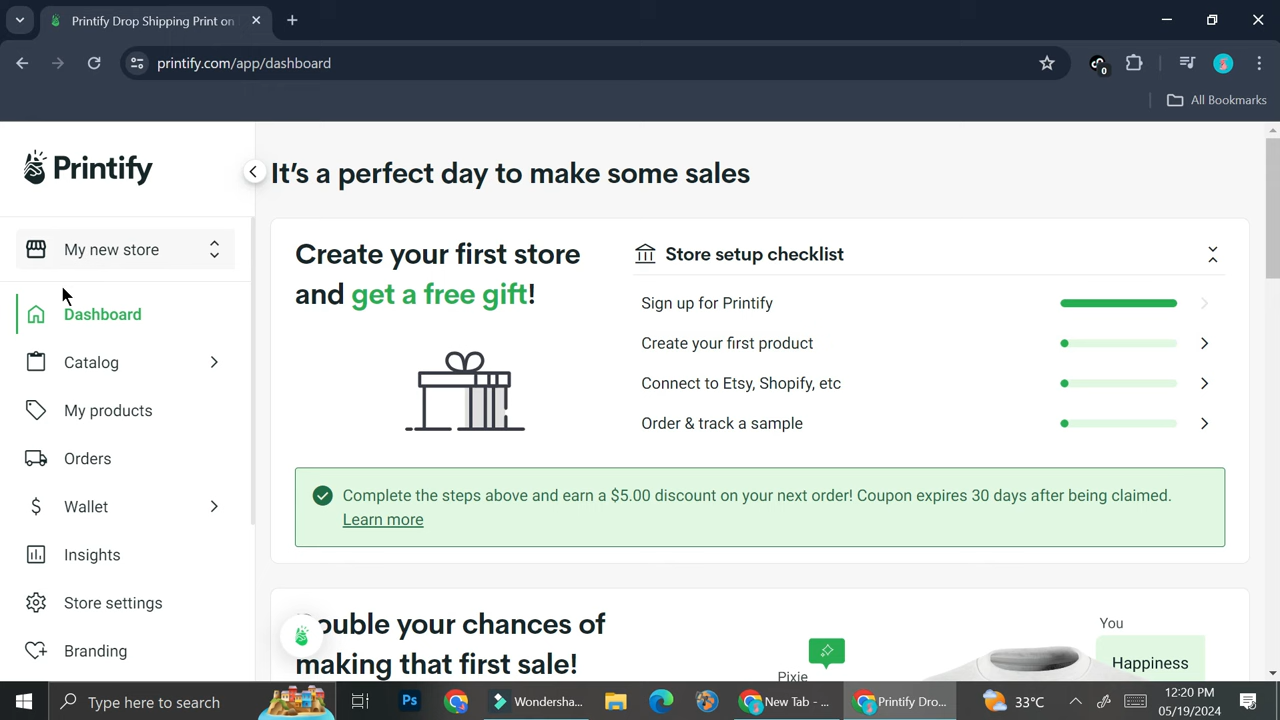 Printify Drop Shipping Print on
printify.com/app/dashboard
0
All Bookmarks
Printify
My new store
Dashboard
Catalog
My products
Orders
Wallet
Insights
Store settings
Branding
It's a perfect day to make some sales
Create your first store
and get a free gift!
Store setup checklist
Sign up for Printify
Create your first product
Connect to Etsy, Shopify, etc
Order & track a sample
Complete the steps above and earn a $5.00 discount on your next order! Coupon expires 30 days after being claimed.
Learn more
ouble your chances of
making that first sale!
Pixie
You
Happiness
Type here to search
Ps
Wondersha...
New Tab - ...
Printify Dro...
33°C
12:20 PM
05/19/2024